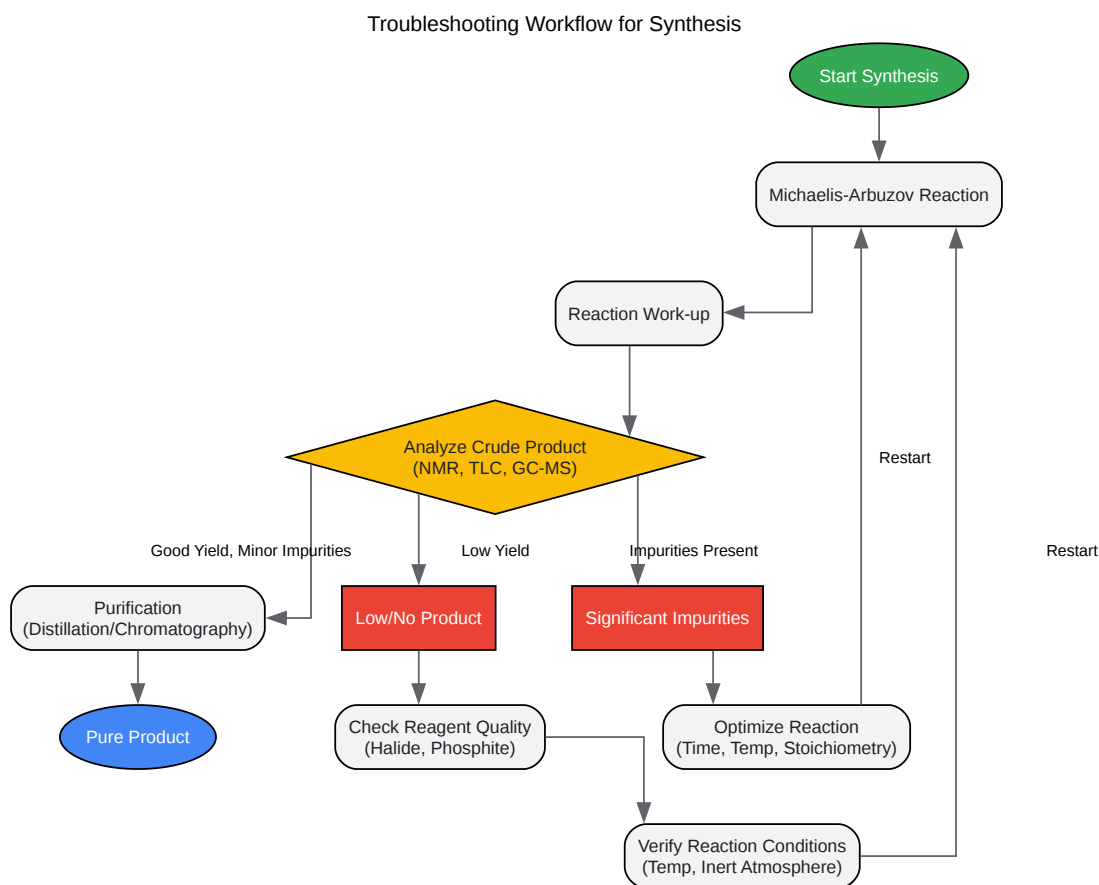 Troubleshooting Workflow for Synthesis
Start Synthesis
Michaelis-Arbuzov Reaction
Reaction Work-up
Analyze Crude Product
(NMR, TLC, GC-MS)
Restart
Good Yield, Minor Impurities
Low Yield
Impurities Present
Restart
Purification
(Distillation/Chromatography)
Low/No Product
Significant Impurities
Pure Product
Check Reagent Quality
(Halide, Phosphite)
Optimize Reaction
(Time, Temp, Stoichiometry)
Verify Reaction Conditions
(Temp, Inert Atmosphere)